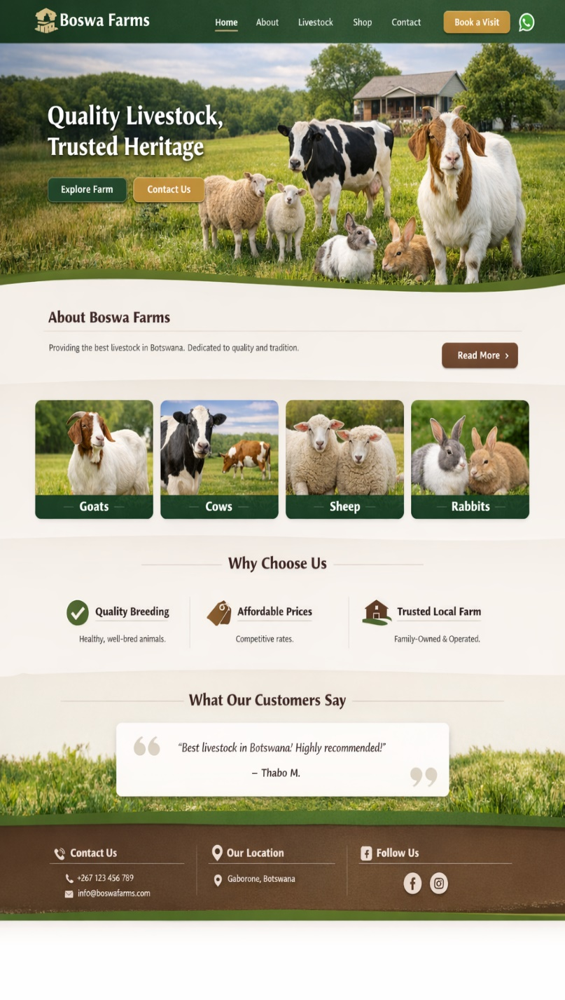 Boswa Farms
Home About Livestock Shop Contact Book a Visit
Quality Livestock,
Trusted Heritage
Explore Farm Contact Us
About Boswa Farms
Providing the best livestock in Botswana. Dedicated to quality and tradition.
Read More ›
Goats Cows Sheep Rabbits
Why Choose Us
Quality Breeding Affordable Prices Trusted Local Farm
Healthy, well-bred animals. Competitive rates. Family-Owned & Operated.
What Our Customers Say
“Best livestock in Botswana! Highly recommended!”
– Thabo M.
Contact Us Our Location Follow Us
+267 123 456 789 Gaborone, Botswana
info@boswafarms.com